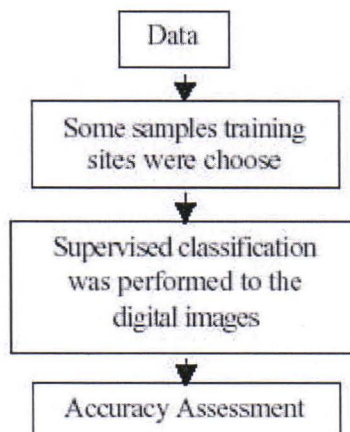 Data
Some samples training
sites were choose
Supervised classification
was performed to the
digital images
Accuracy Assessment